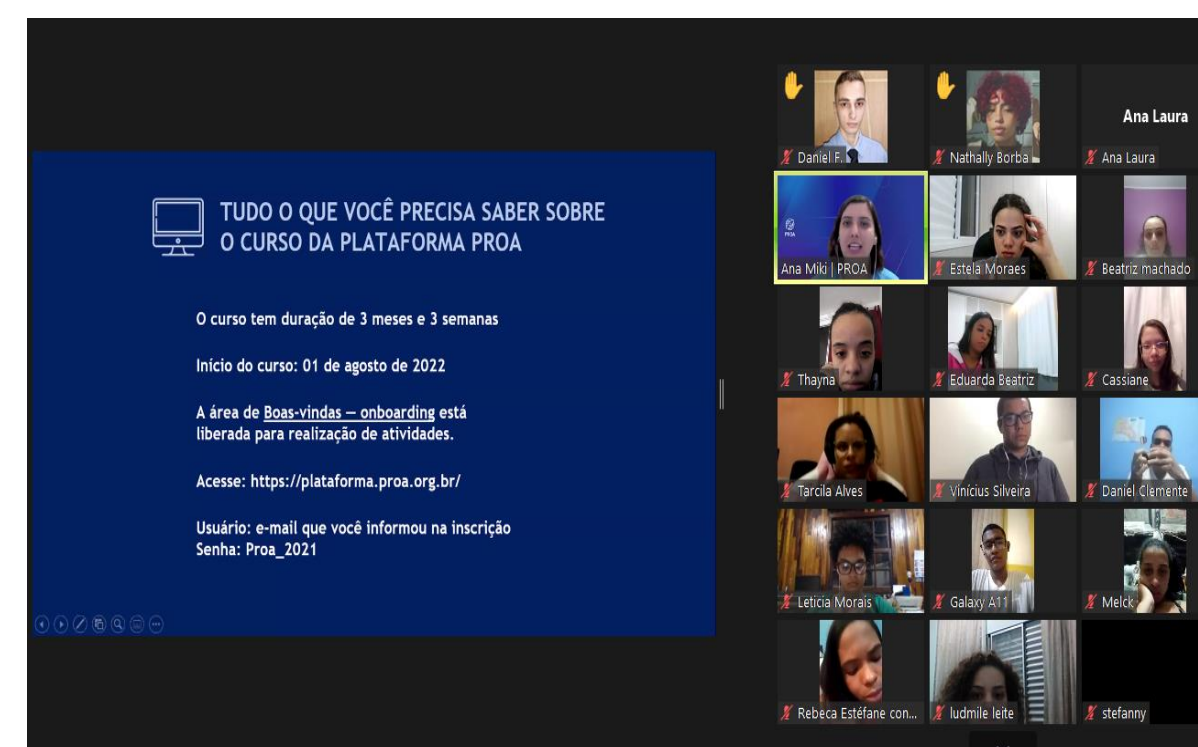 TUDO O QUE VOCÊ PRECISA SABER SOBRE
O CURSO DA PLATAFORMA PROA
O curso tem duração de 3 meses e 3 semanas
Início do curso: 01 de agosto de 2022
A área de Boas-vindas — onboarding está
liberada para realização de atividades.
Acesse: https://plataforma.proa.org.br/
Usuário: e-mail que você informou na inscrição
Senha: Proa_2021
Daniel F.
Nathally Borba
Ana Laura
Ana Laura
PROA
Ana Miki | PROA
Estela Moraes
Beatriz machado
Thayna
Eduarda Beatriz
Cassiane
Tarcila Alves
Vinícius Silveira
Daniel Clemente
Leticia Morais
Galaxy A11
Melck
Rebeca Estéfane con...
ludmile leite
stefanny